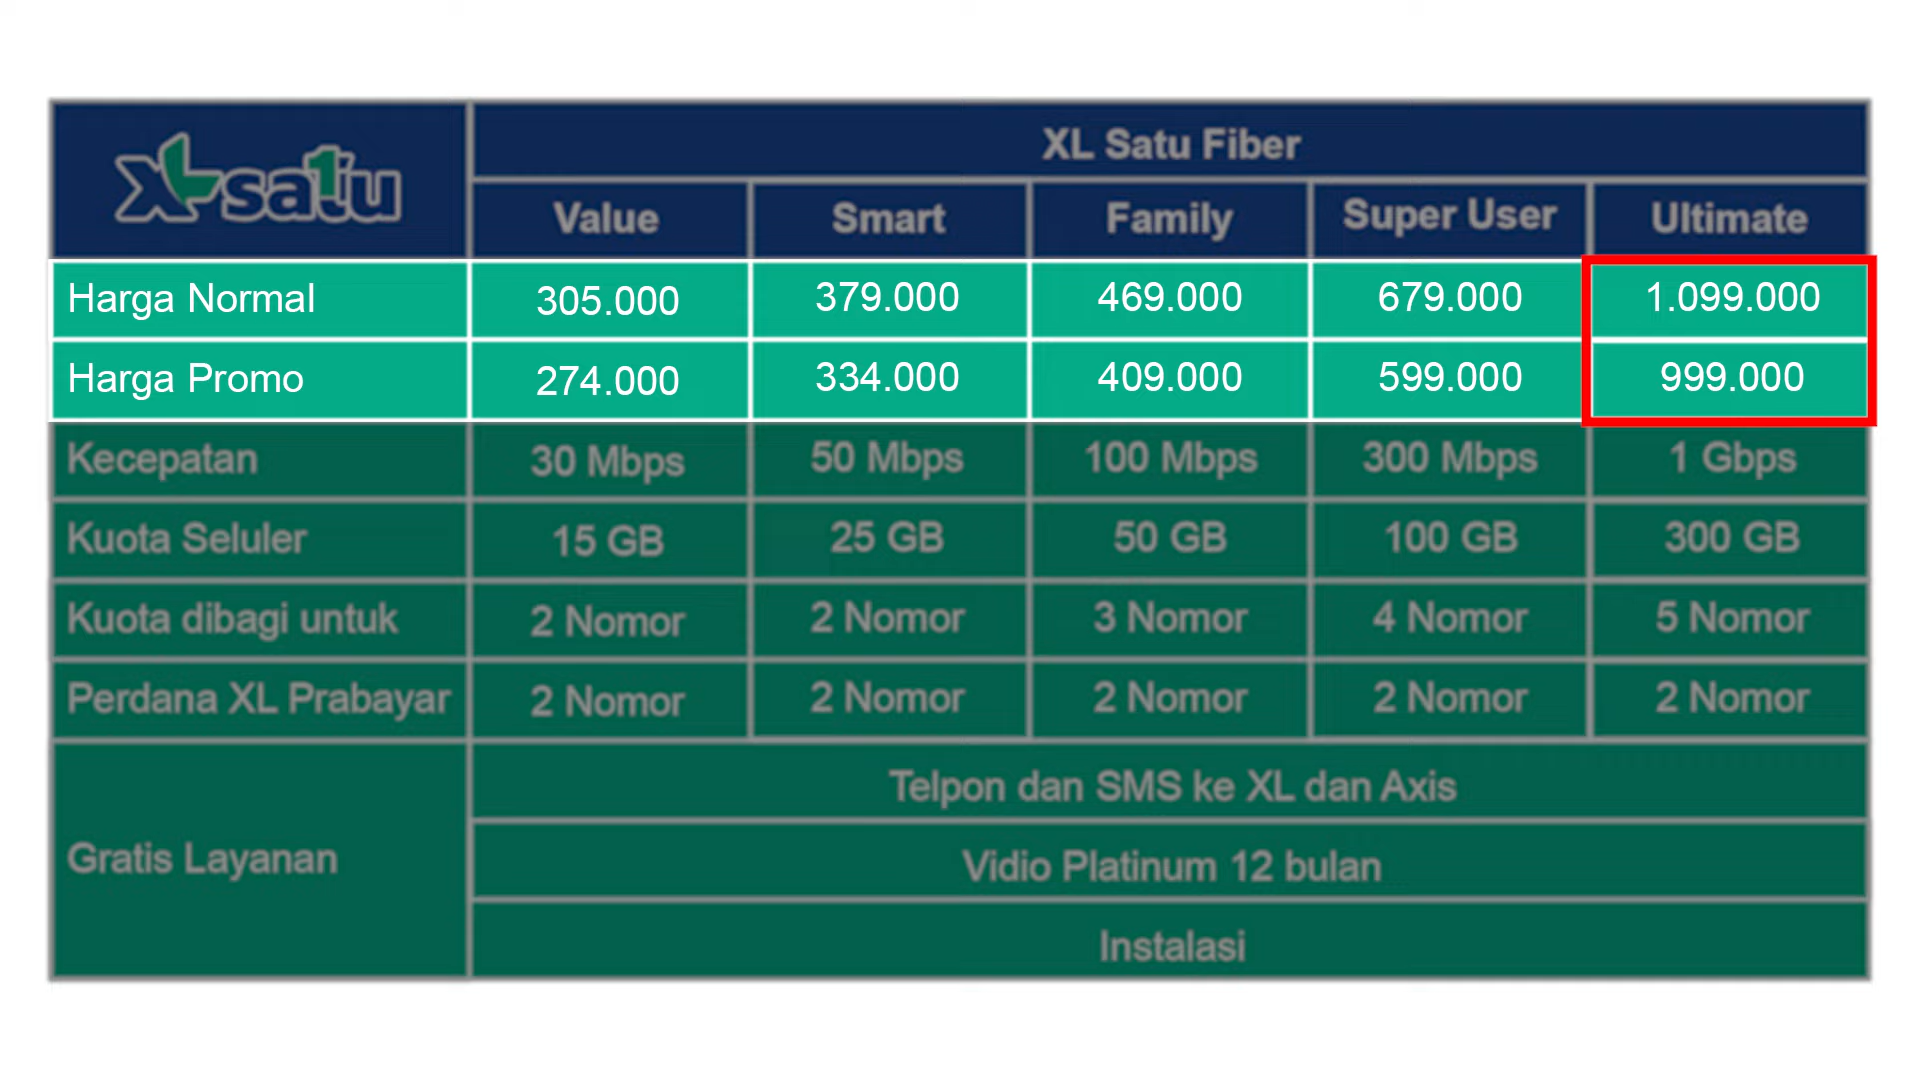 XL satu
XL Satu Fiber
Value Smart Family Super User Ultimate
Harga Normal 305.000 379.000 469.000 679.000 1.099.000
Harga Promo 274.000 334.000 409.000 599.000 999.000
Kecepatan 30 Mbps 50 Mbps 100 Mbps 300 Mbps 1 Gbps
Kuota Seluler 15 GB 25 GB 50 GB 100 GB 300 GB
Kuota dibagi untuk 2 Nomor 2 Nomor 3 Nomor 4 Nomor 5 Nomor
Perdana XL Prabayar 2 Nomor 2 Nomor 2 Nomor 2 Nomor 2 Nomor
Gratis Layanan
Telpon dan SMS ke XL dan Axis
Vidio Platinum 12 bulan
Instalasi